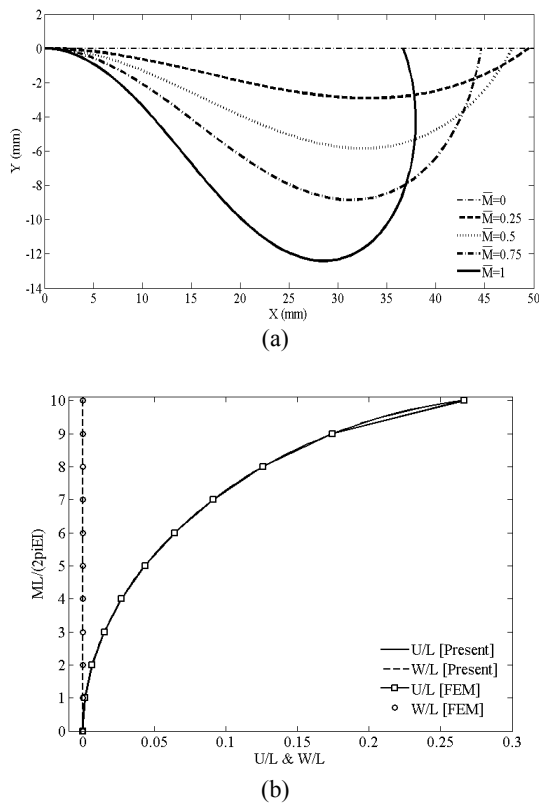 2
0
-2
-4
-6
-8
-10
-12
-14
Y (mm)
M̅=0
M̅=0.25
M̅=0.5
M̅=0.75
M̅=1
0 5 10 15 20 25 30 35 40 45 50
X (mm)
(a)
10
9
8
7
6
5
4
3
2
1
0
ML/(2piEI)
U/L [Present]
W/L [Present]
U/L [FEM]
W/L [FEM]
0 0.05 0.1 0.15 0.2 0.25 0.3
U/L & W/L
(b)